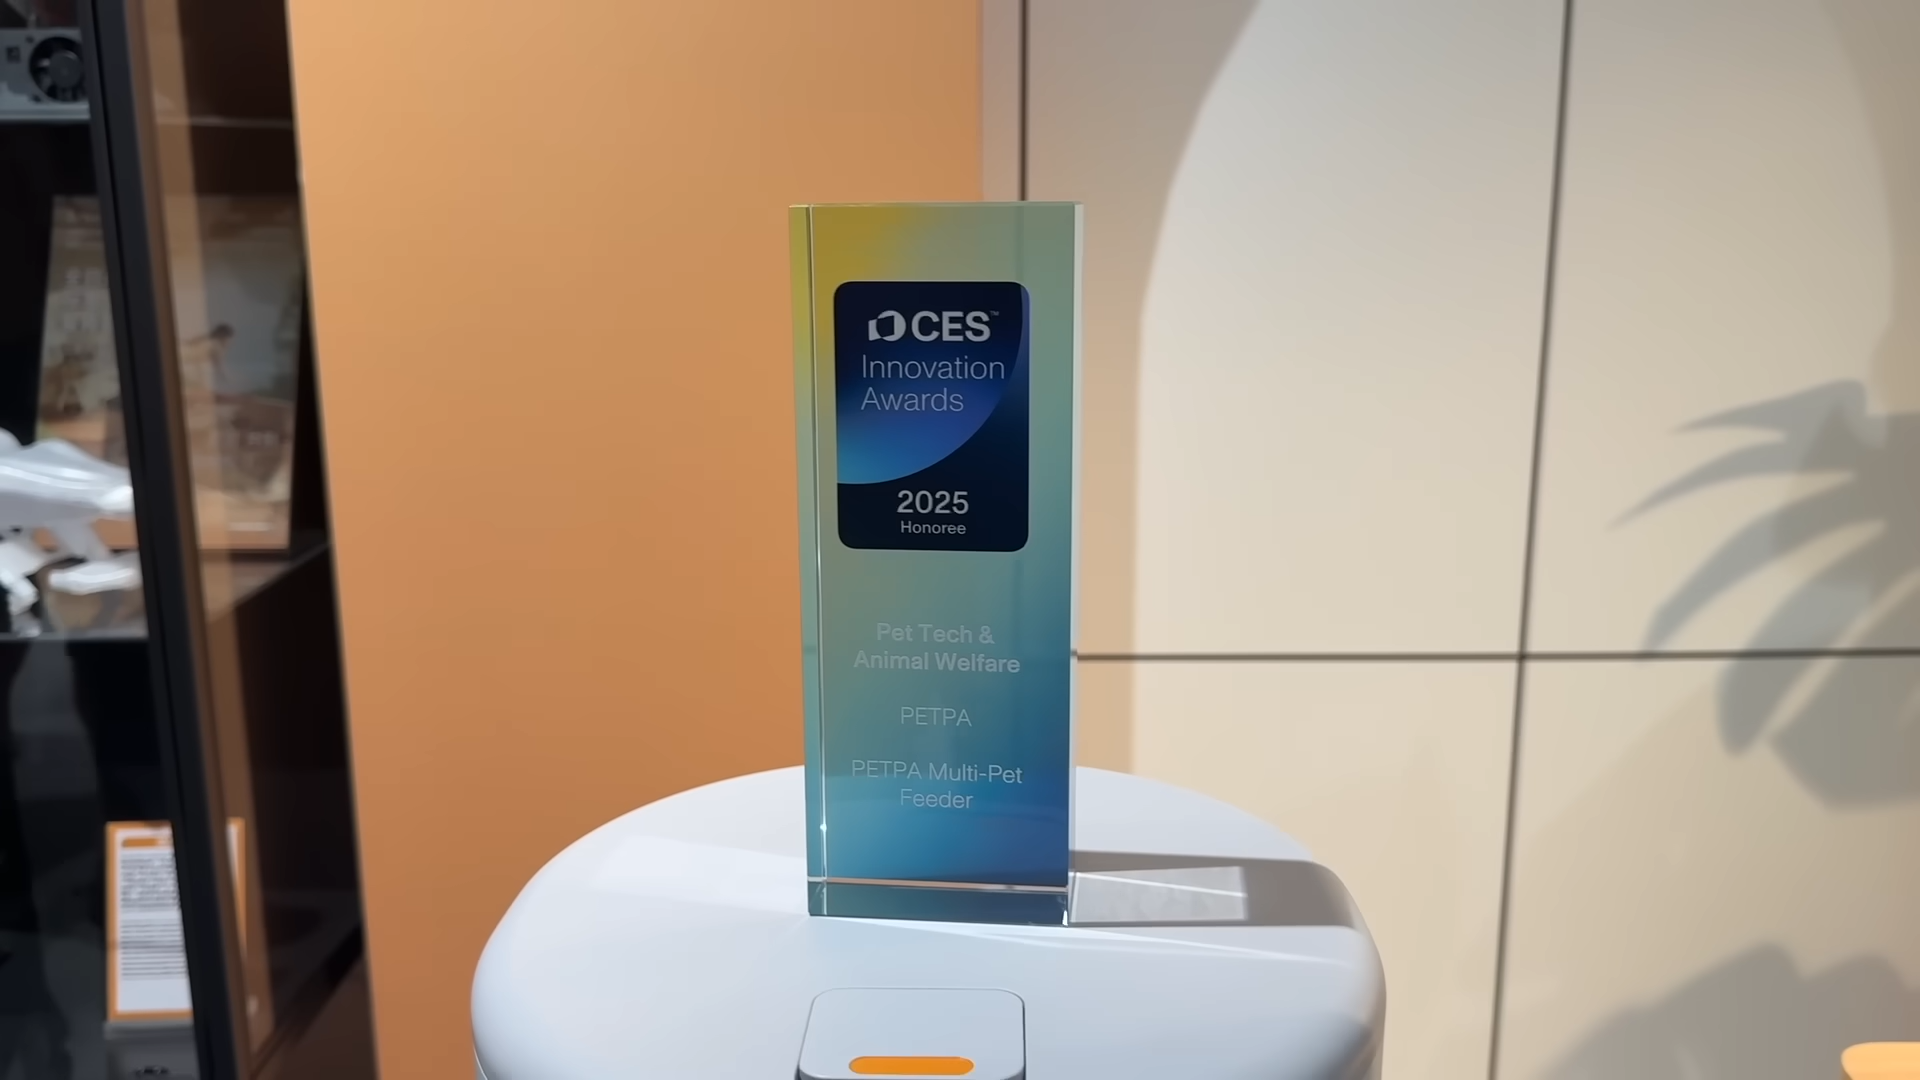 CES™
Innovation
Awards
2025
Honoree
Pet Tech &
Animal Welfare
PETPA
PETPA Multi-Pet
Feeder